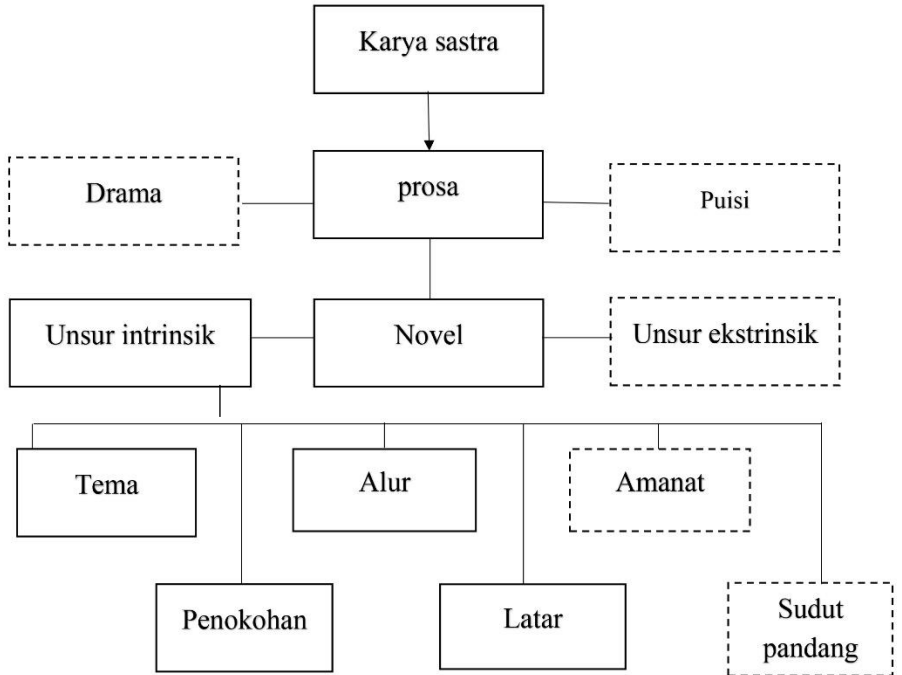 Karya sastra
Drama
prosa
Puisi
Unsur intrinsik
Novel
Unsur ekstrinsik
Tema
Alur
Amanat
Penokohan
Latar
Sudut
pandang